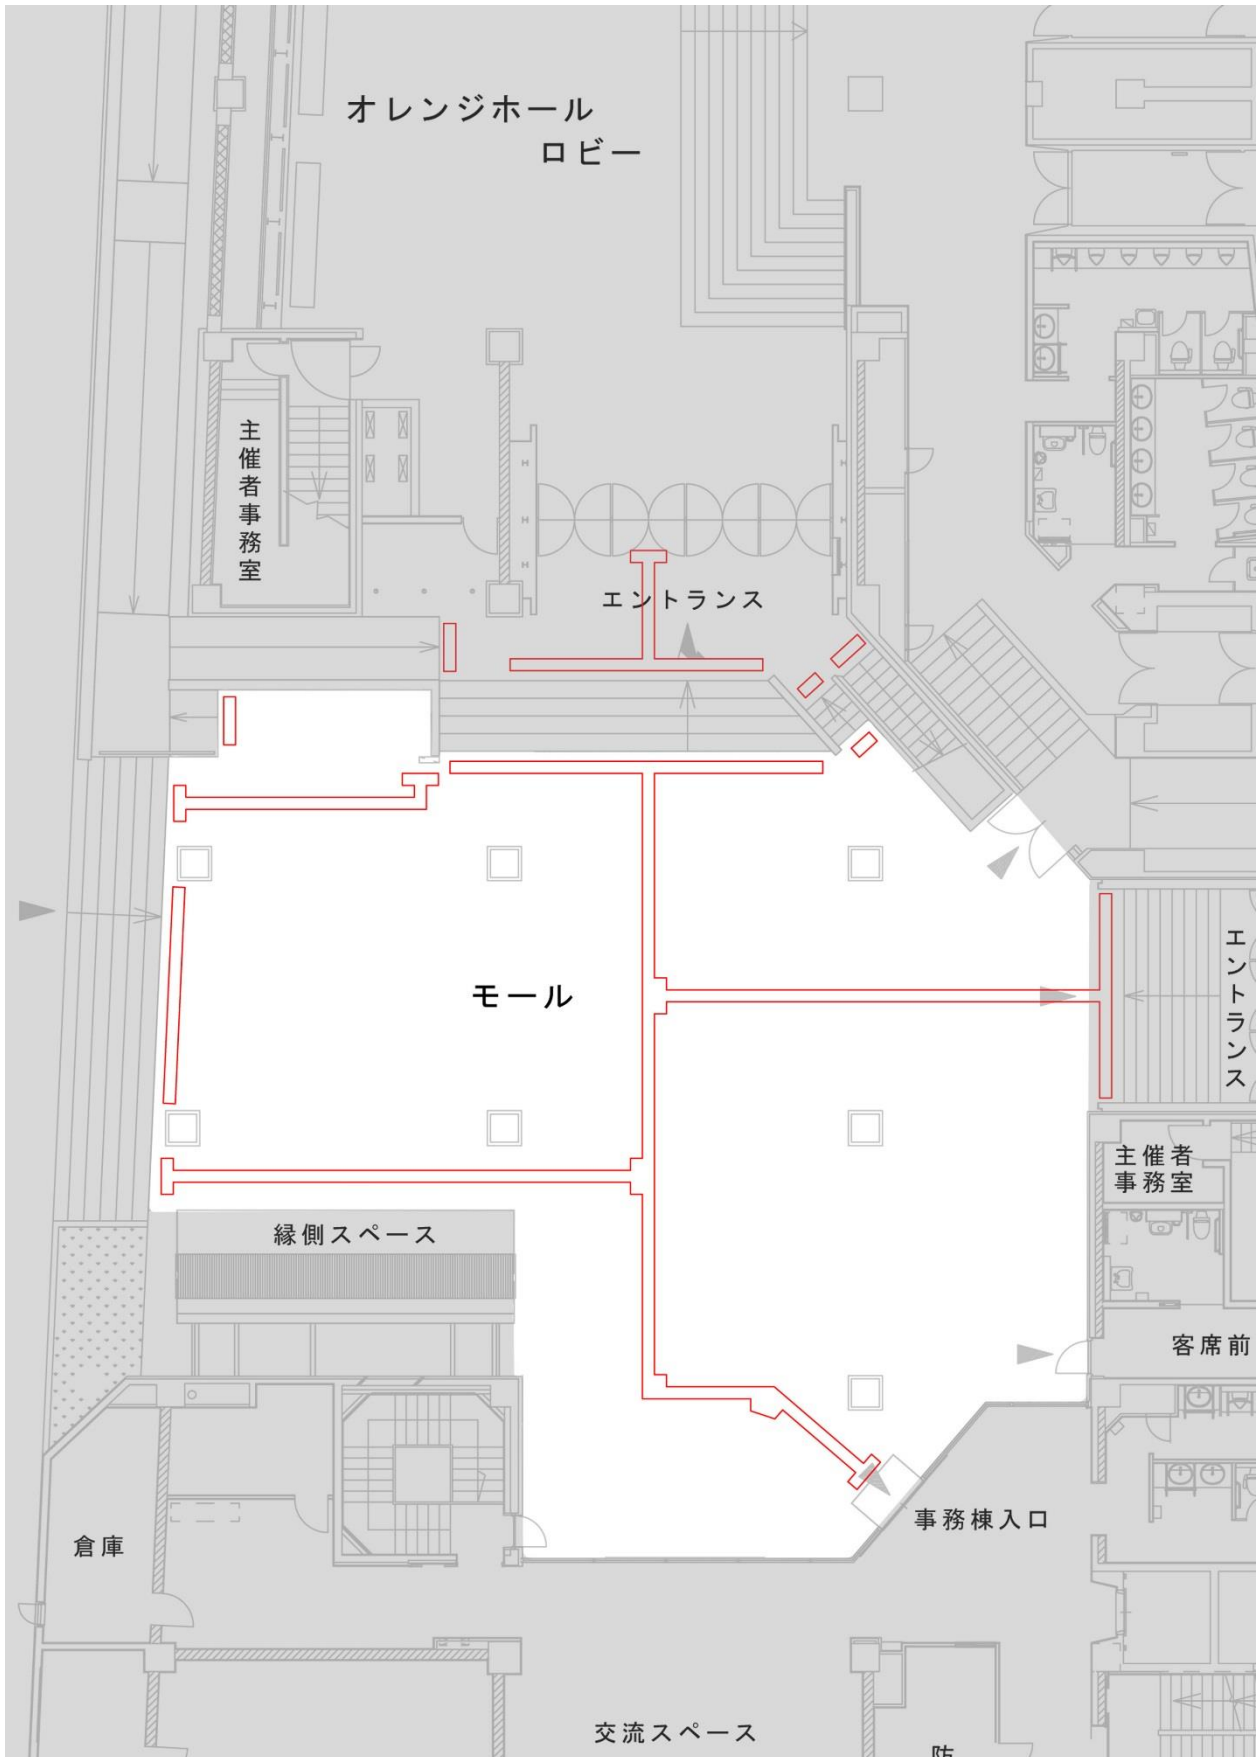 オレンジホール
ロビー
主催者事務室
エントランス
モール
エントランス
主催者
事務室
縁側スペース
客席前
事務棟入口
倉庫
交流スペース
防